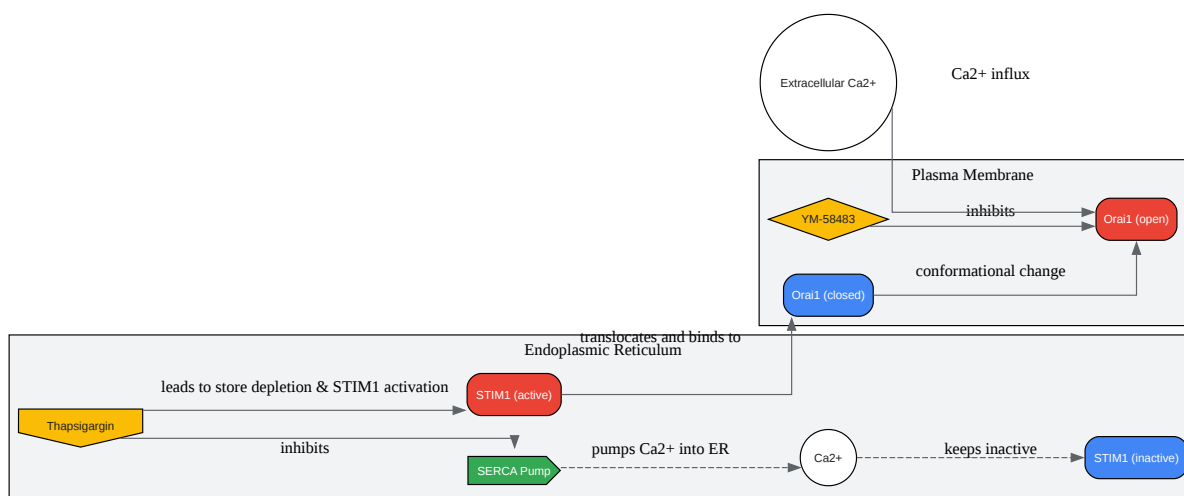 Extracellular Ca2+
Ca2+ influx
Plasma Membrane
YM-58483
inhibits
Orai1 (open)
conformational change
Orai1 (closed)
translocates and binds to
Endoplasmic Reticulum
leads to store depletion & STIM1 activation
STIM1 (active)
Thapsigargin
inhibits
SERCA Pump
pumps Ca2+ into ER
Ca2+
keeps inactive
STIM1 (inactive)